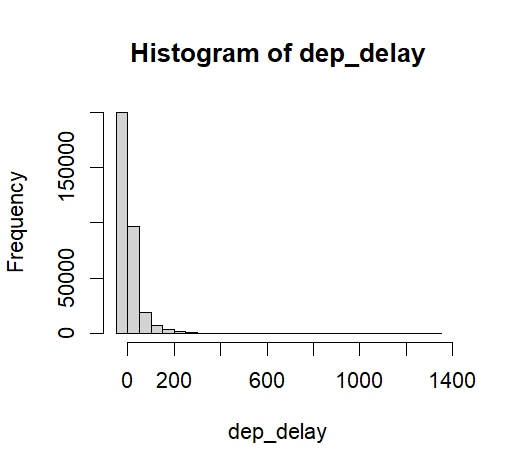 Histogram of dep_delay
Frequency
150000
50000
0
0 200 600 1000 1400
dep_delay